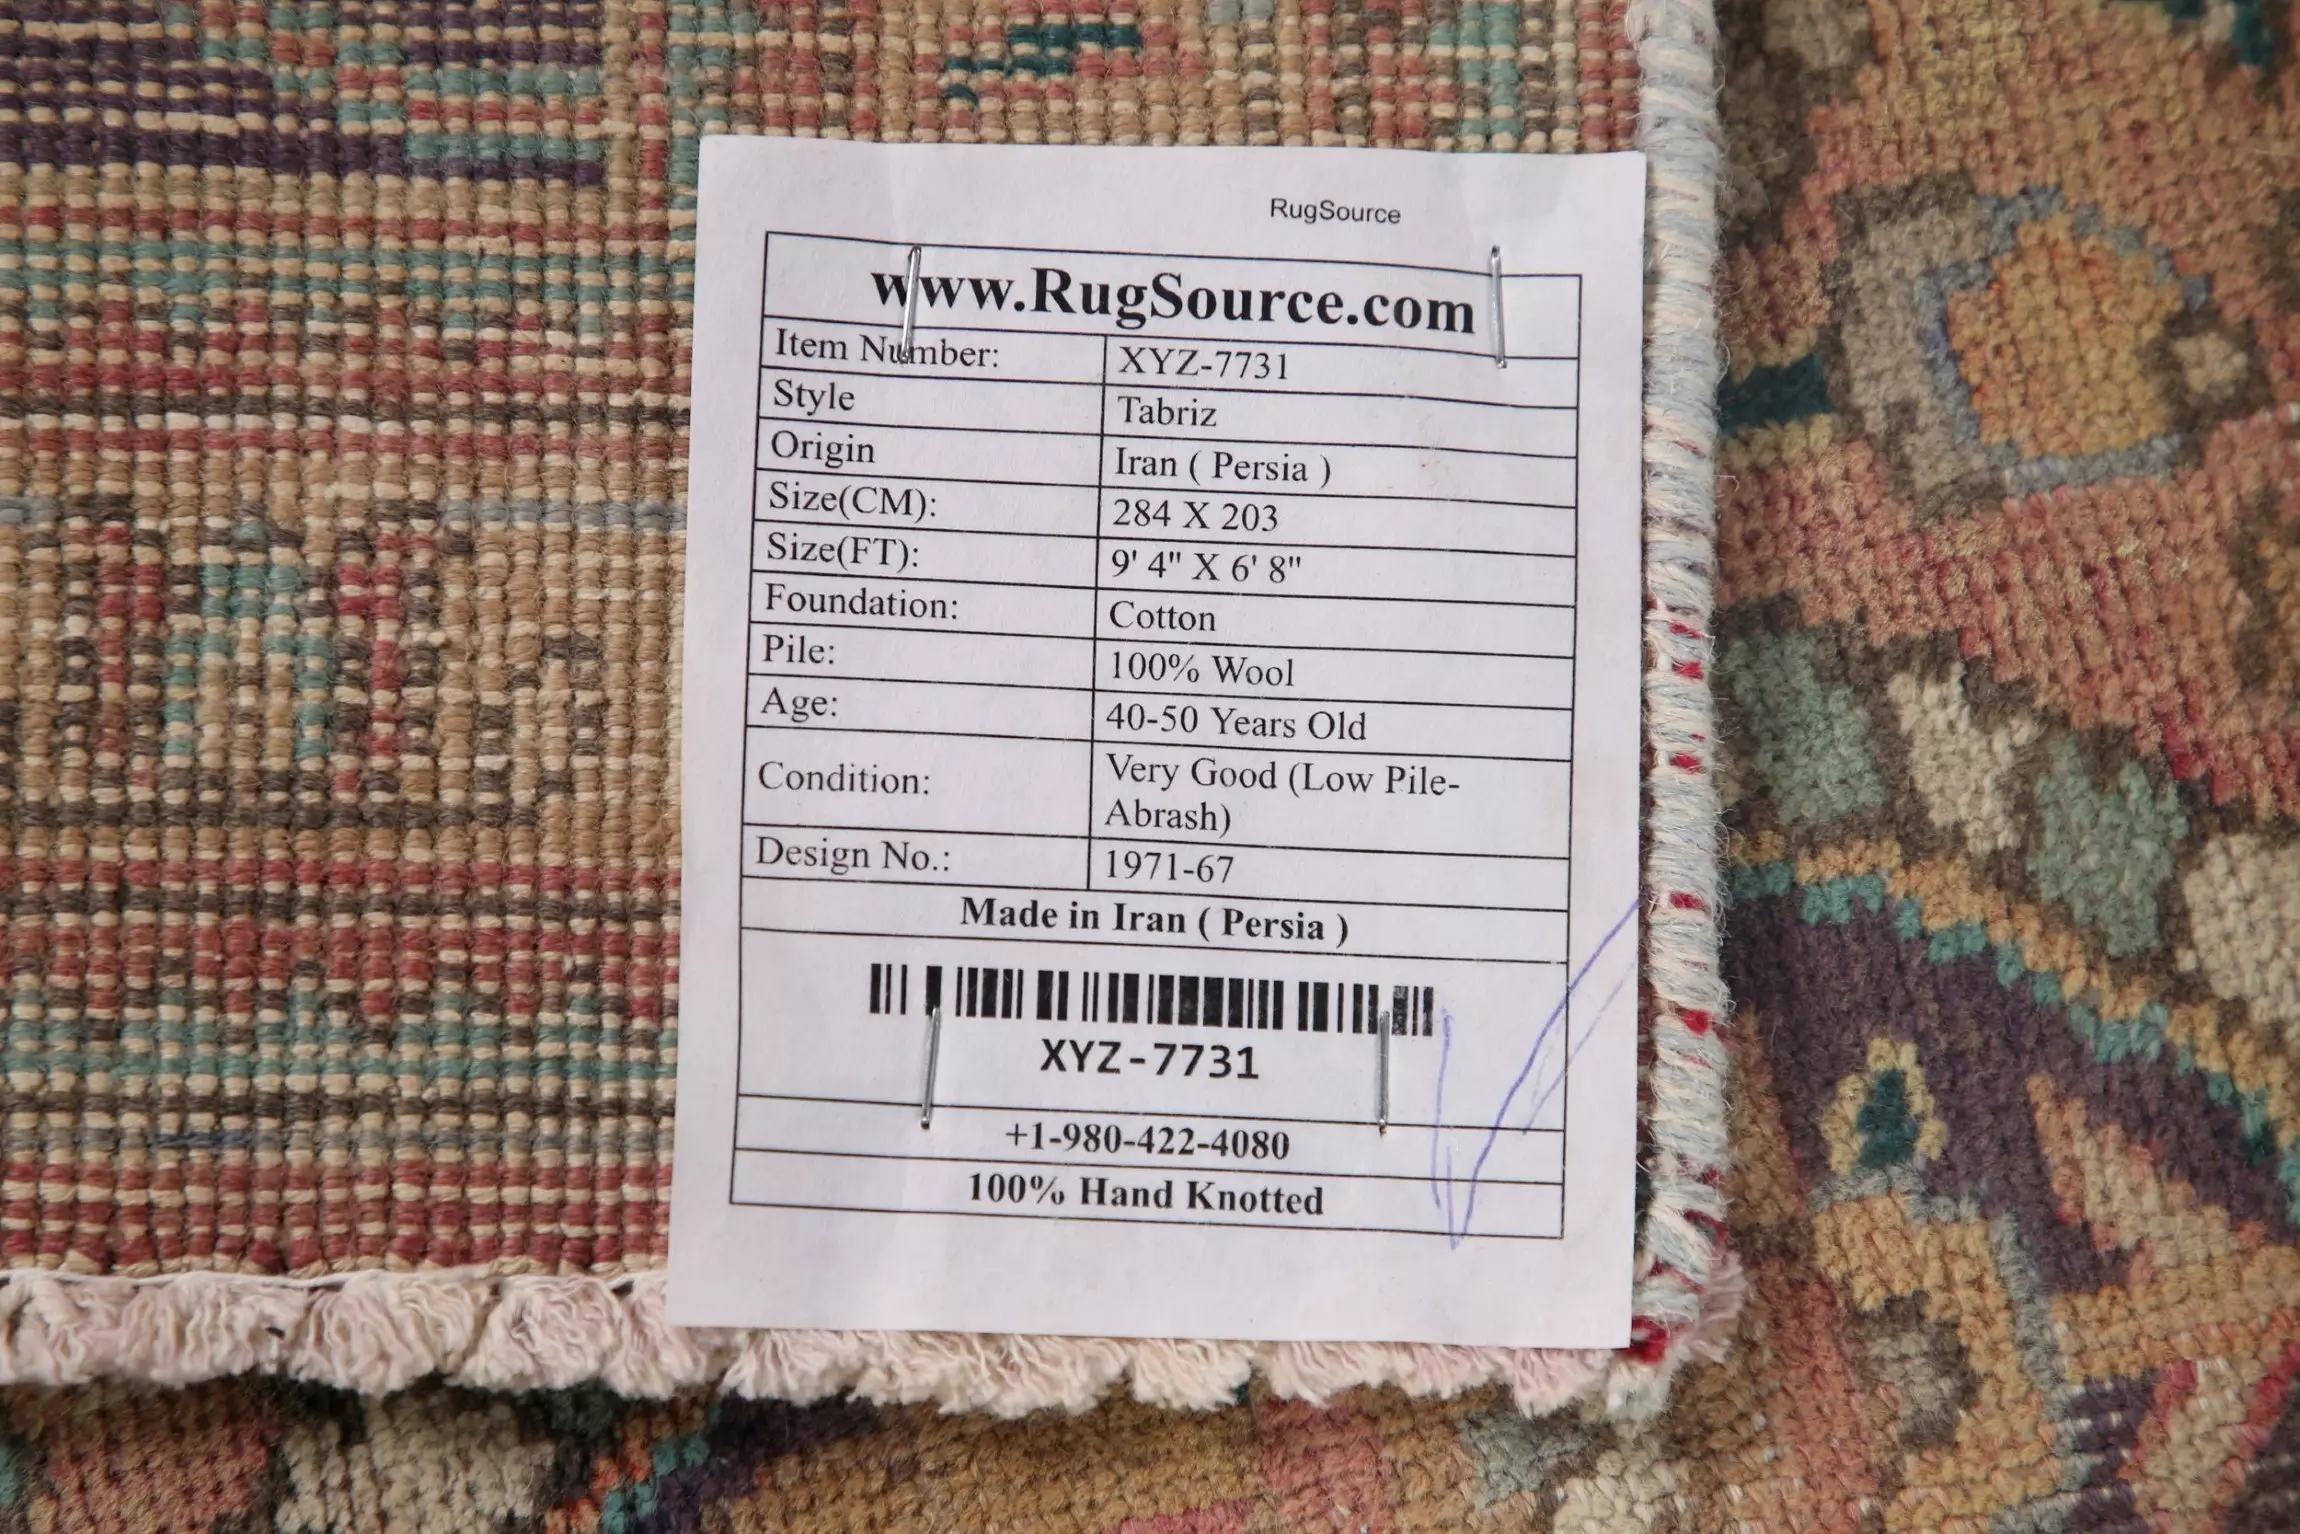 RugSource
www.RugSource.com
Item Number: XYZ-7731
Style Tabriz
Origin Iran ( Persia )
Size(CM): 284 X 203
Size(FT): 9' 4" X 6' 8"
Foundation: Cotton
Pile: 100% Wool
Age: 40-50 Years Old
Condition: Very Good (Low Pile-
Abrash)
Design No.: 1971-67
Made in Iran ( Persia )
XYZ-7731
+1-980-422-4080
100% Hand Knotted